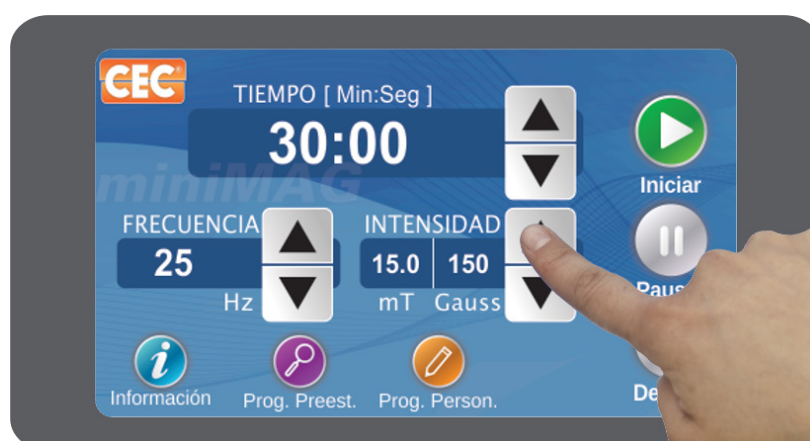 CEC
TIEMPO [ Min:Seg ]
30:00
miniMAG
Iniciar
FRECUENCIA
INTENSIDAD
25
15.0 150
Hz
mT Gauss
Información
Prog. Preest.
Prog. Person.